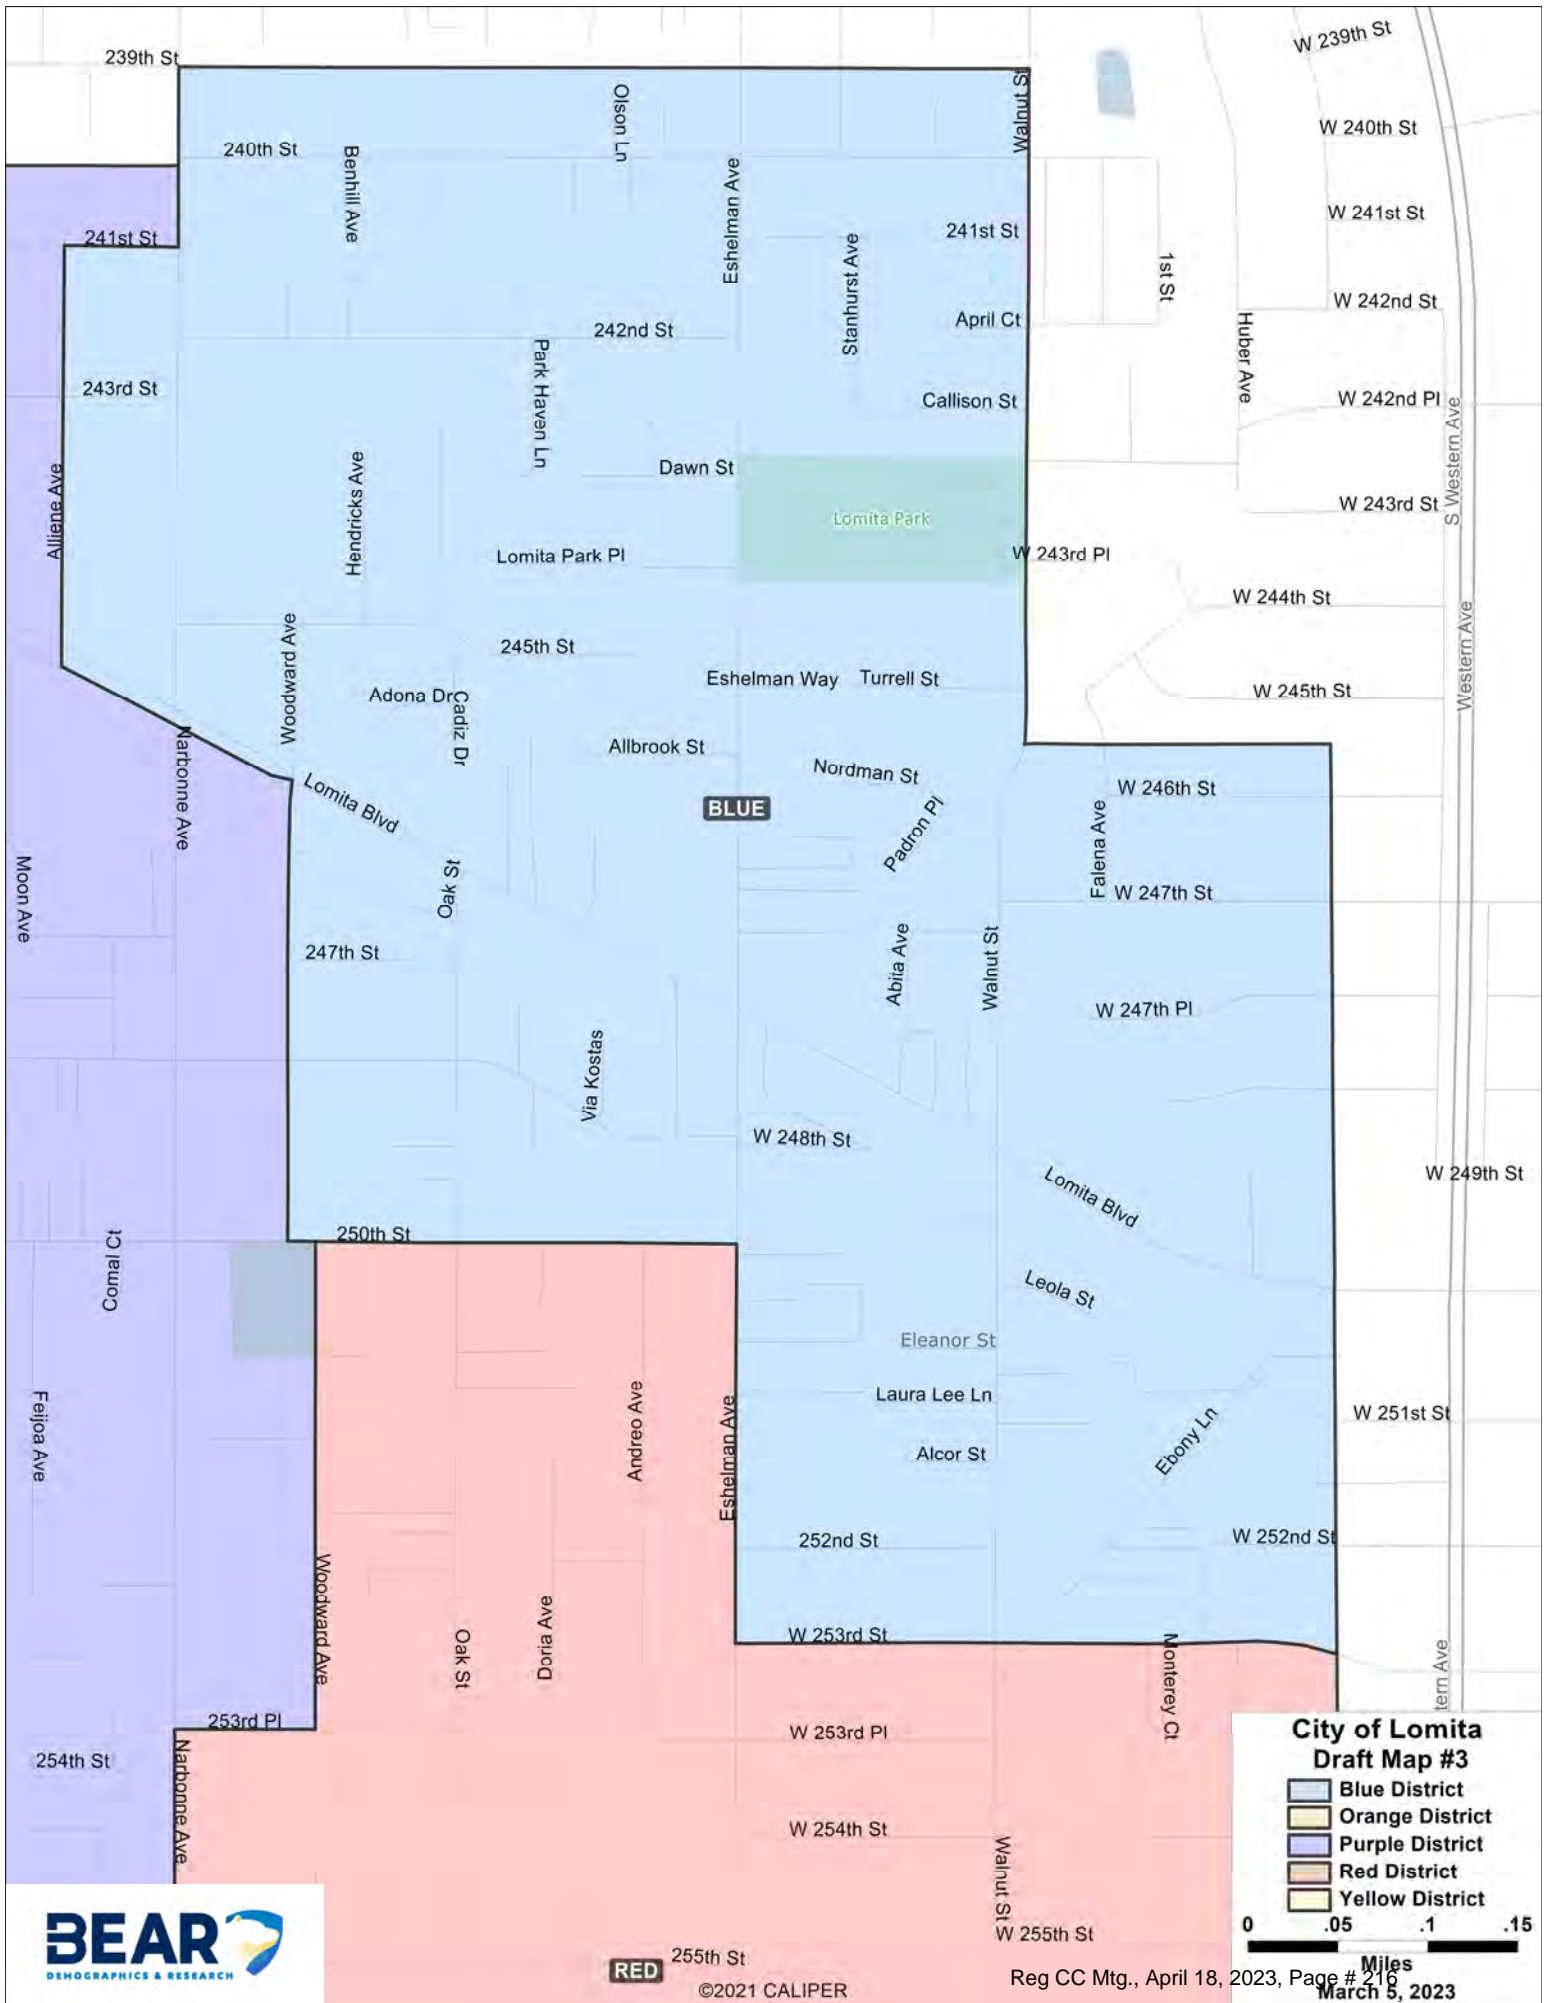 239th St
W 239th St
Olson Ln
Walnut St
W 240th St
240th St
Benhill Ave
Eshelman Ave
W 241st St
241st St
241st St
Stanhurst Ave
1st St
W 242nd St
April Ct
242nd St
Huber Ave
Park Haven Ln
243rd St
Callison St
W 242nd Pl
S Western Ave
Dawn St
Alliene Ave
Hendricks Ave
Lomita Park
W 243rd St
Lomita Park Pl
W 243rd Pl
W 244th St
Western Ave
Woodward Ave
245th St
Eshelman Way
Turrell St
W 245th St
Adona Dr
Cadiz Dr
Narbonne Ave
Allbrook St
Nordman St
W 246th St
Lomita Blvd
BLUE
Padron Pl
Falena Ave
Moon Ave
Oak St
W 247th St
247th St
Abita Ave
Walnut St
W 247th Pl
Via Kostas
W 248th St
W 249th St
Lomita Blvd
250th St
Comal Ct
Leola St
Eleanor St
Feijoa Ave
Andreo Ave
Eshelman Ave
Laura Lee Ln
W 251st St
Ebony Ln
Alcor St
252nd St
W 252nd St
Woodward Ave
Oak St
Doria Ave
W 253rd St
Monterey Ct
tern Ave
253rd Pl
W 253rd Pl
254th St
Narbonne Ave
W 254th St
Walnut St
W 255th St
255th St
RED
City of Lomita
Draft Map #3
Blue District
Orange District
Purple District
Red District
Yellow District
0 .05 .1 .15
Miles
March 5, 2023
BEAR
DEMOGRAPHICS & RESEARCH
©2021 CALIPER
Reg CC Mtg., April 18, 2023, Page # 216